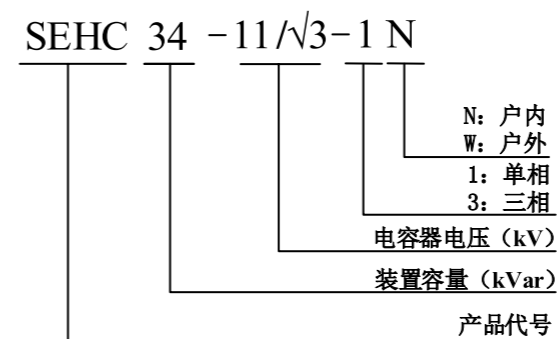 SEHC 34 -11/√3-1 N
N：户内
W：户外
1：单相
3：三相
电容器电压（kV）
装置容量（kVar）
产品代号